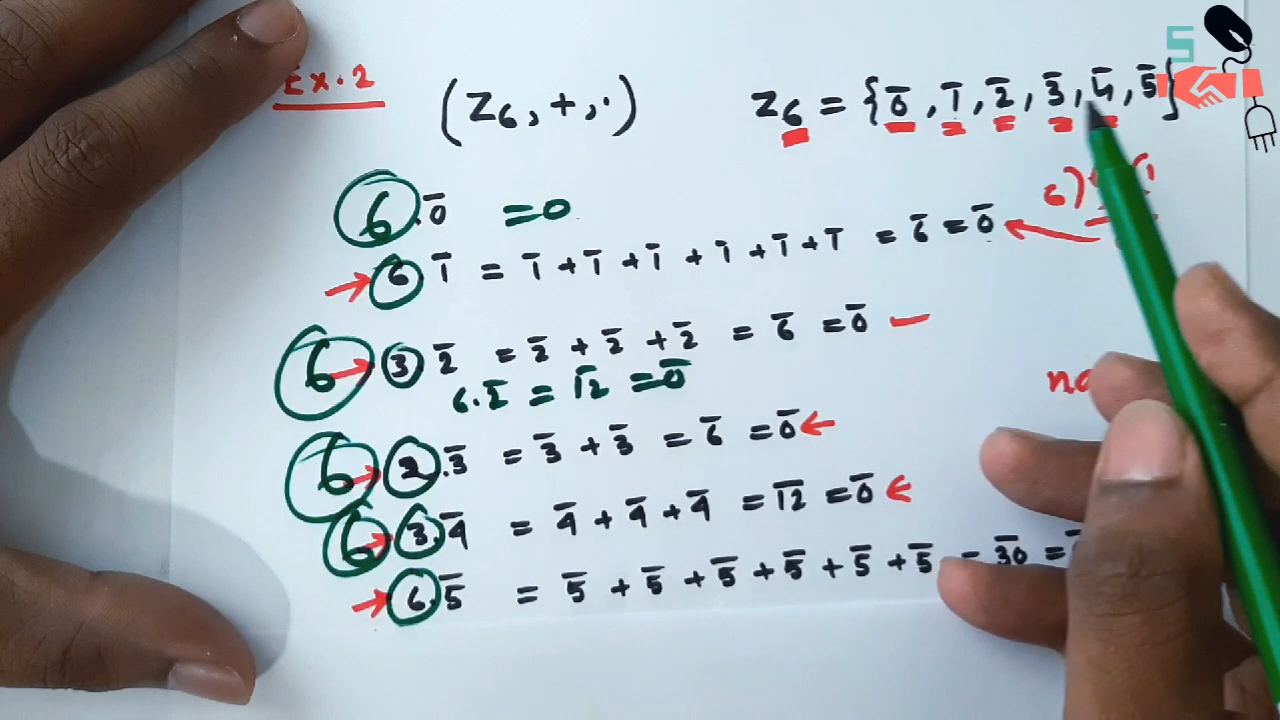 Ex.2 (Z₆, +, ·) Z₆ = {0̅, 1̅, 2̅, 3̅, 4̅, 5̅} S
6 · 0̅ = 0 6)
6 1̅ = 1̅ + 1̅ + 1̅ + 1̅ + 1̅ + 1̅ = 6̅ = 0̅
6 3 2̅ = 2̅ + 2̅ + 2̅ = 6̅ = 0̅ –
6.2̅ = 1̅2̅ = 0̅
6 2.3̅ = 3̅ + 3̅ = 6̅ = 0̅
6 3.4̅ = 4̅ + 4̅ + 4̅ = 1̅2̅ = 0̅
6.5̅ = 5̅ + 5̅ + 5̅ + 5̅ + 5̅ + 5̅ = 3̅0̅ =